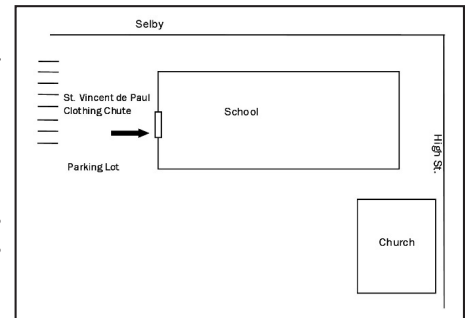 Selby
St. Vincent de Paul
Clothing Chute
School
High St.
Parking Lot
Church